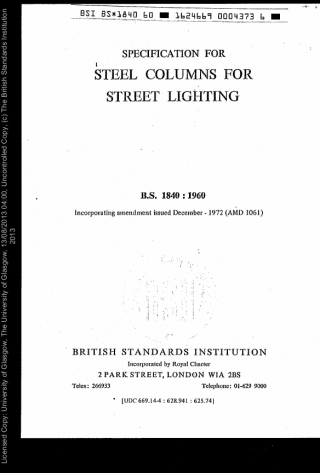 BSI BS*1840 60 1624669 0004373 6
SPECIFICATION FOR
STEEL COLUMNS FOR
STREET LIGHTING
B.S. 1840 : 1960
Incorporating amendment issued December - 1972 (AMD 1061)
BRITISH STANDARDS INSTITUTION
Incorporated by Royal Charter
2 PARK STREET, LONDON W1A 2BS
Telex: 266933 Telephone: 01-629 9000
[UDC 669.14-4 : 628.941 : 625.74]
Licensed Copy: University of Glasgow, The University of Glasgow, 13/08/2013 04:00, Uncontrolled Copy, (c) The British Standards Institution
2013